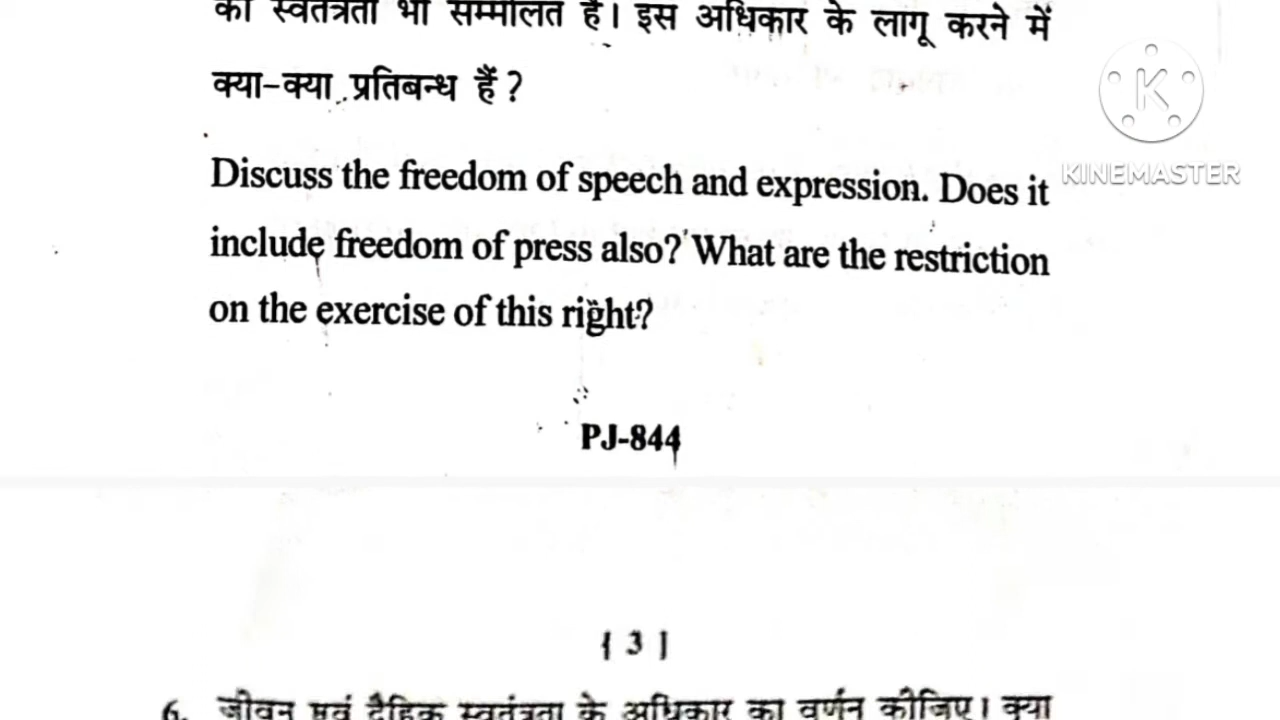 की स्वतंत्रता भी सम्मीलित है। इस अधिकार के लागू करने में
क्या-क्या प्रतिबन्ध हैं?
K
KINEMASTER
Discuss the freedom of speech and expression. Does it
include freedom of press also? What are the restriction
on the exercise of this right?
PJ-844
[ 3 ]
6. जीवन एवं दैहिक स्वतंत्रता के अधिकार का वर्णन कीजिए। क्या